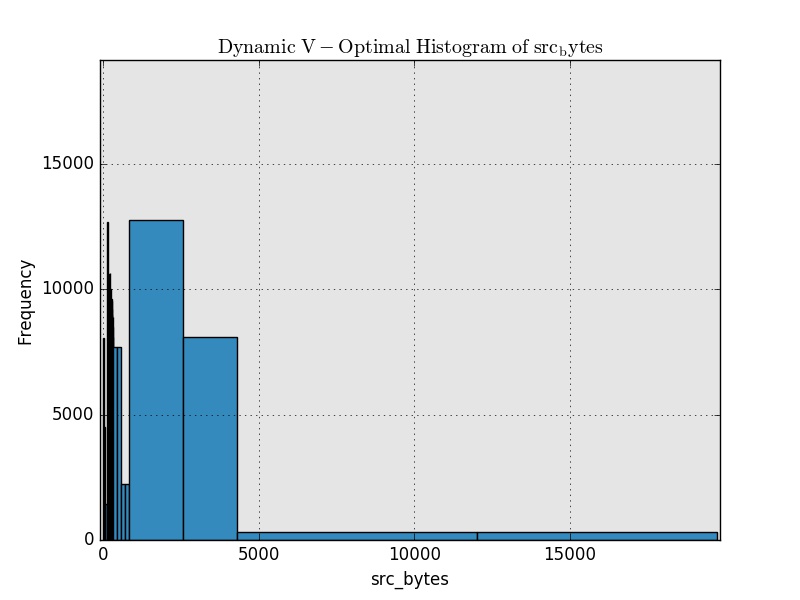 Dynamic V − Optimal Histogram of src_bytes
15000
10000
5000
0
Frequency
0 5000 10000 15000
src_bytes